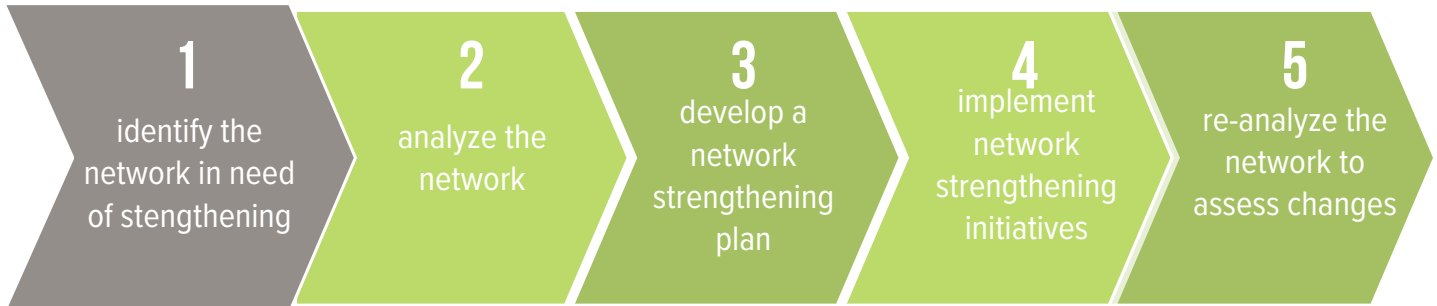 1
identify the
network in need
of stengthening
2
analyze the
network
3
develop a
network
strengthening
plan
4
implement
network
strengthening
initiatives
5
re-analyze the
network to
assess changes